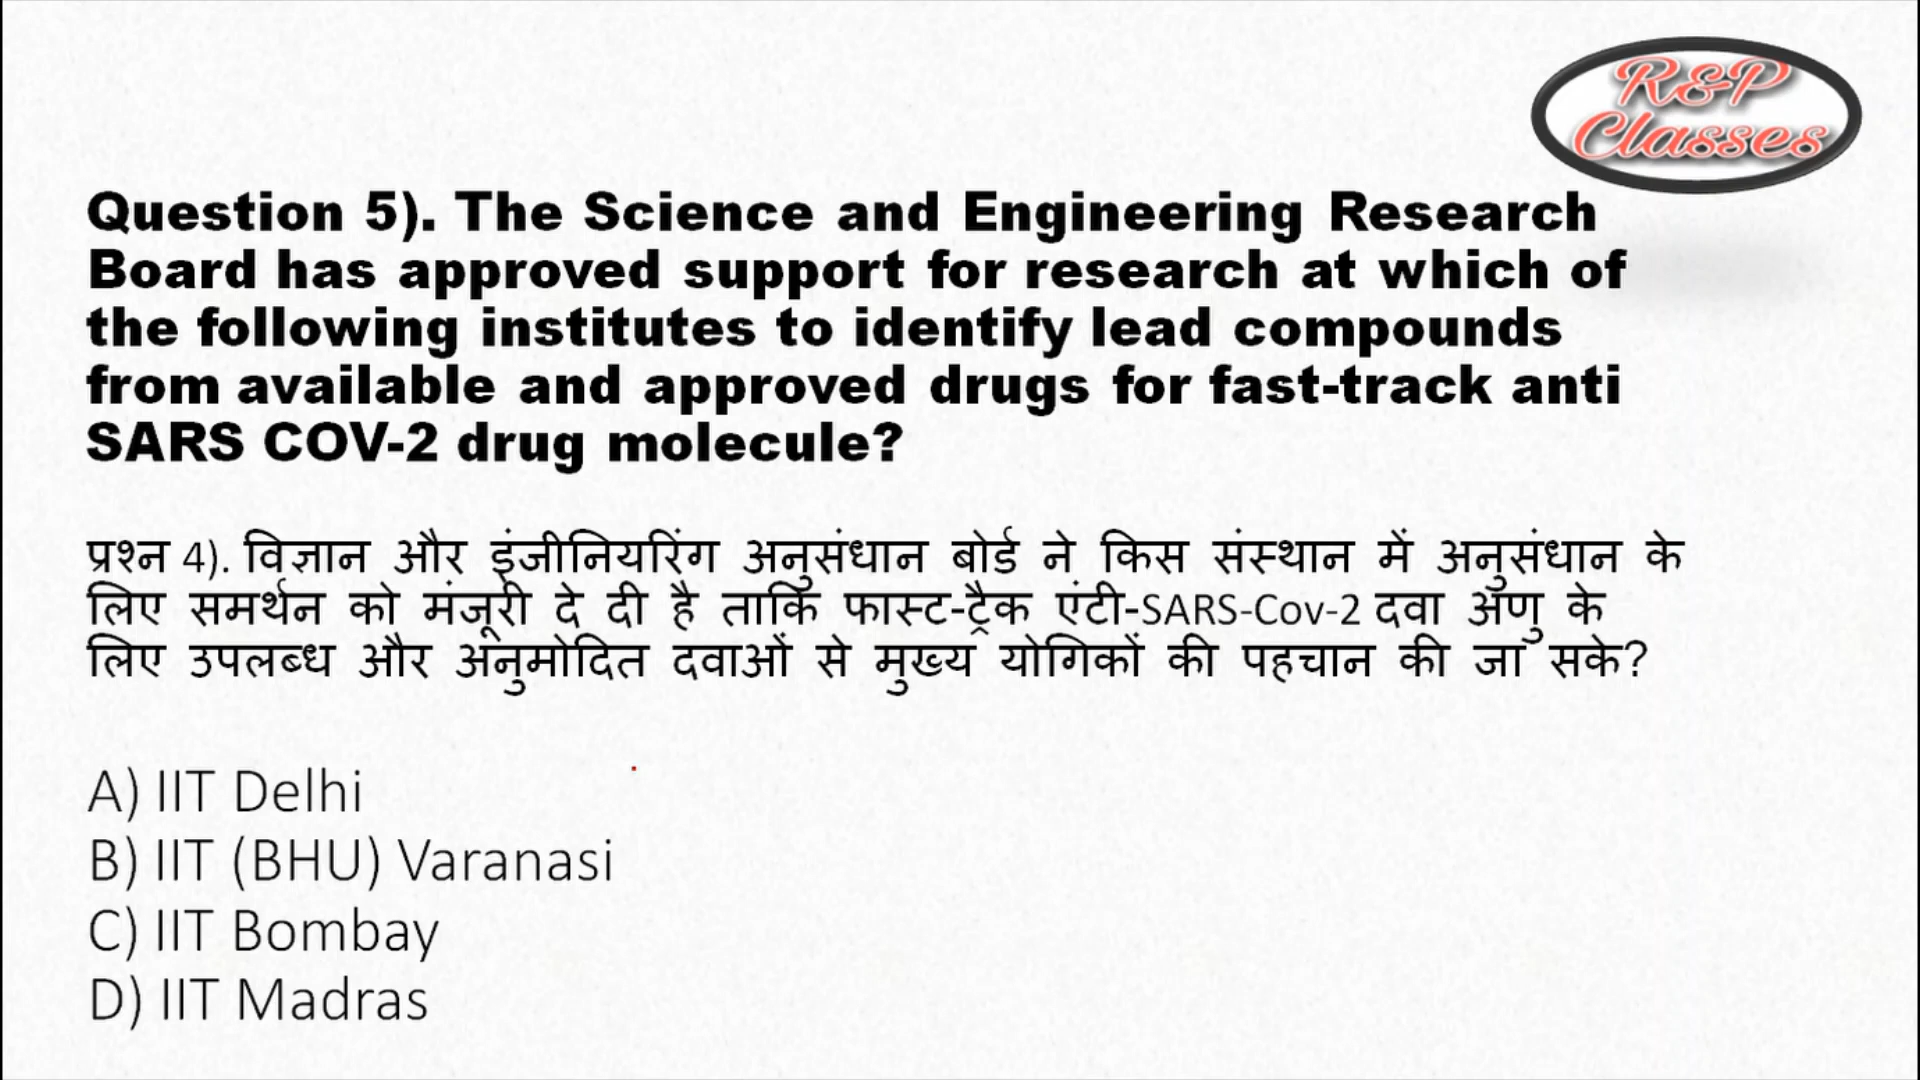 R&P
Classes
Question 5). The Science and Engineering Research
Board has approved support for research at which of
the following institutes to identify lead compounds
from available and approved drugs for fast-track anti
SARS COV-2 drug molecule?
प्रश्न 4). विज्ञान और इंजीनियरिंग अनुसंधान बोर्ड ने किस संस्थान में अनुसंधान के
लिए समर्थन को मंजूरी दे दी है ताकि फास्ट-ट्रैक एंटी-SARS-Cov-2 दवा अणु के
लिए उपलब्ध और अनुमोदित दवाओं से मुख्य योगिकों की पहचान की जा सके?
A) IIT Delhi
B) IIT (BHU) Varanasi
C) IIT Bombay
D) IIT Madras